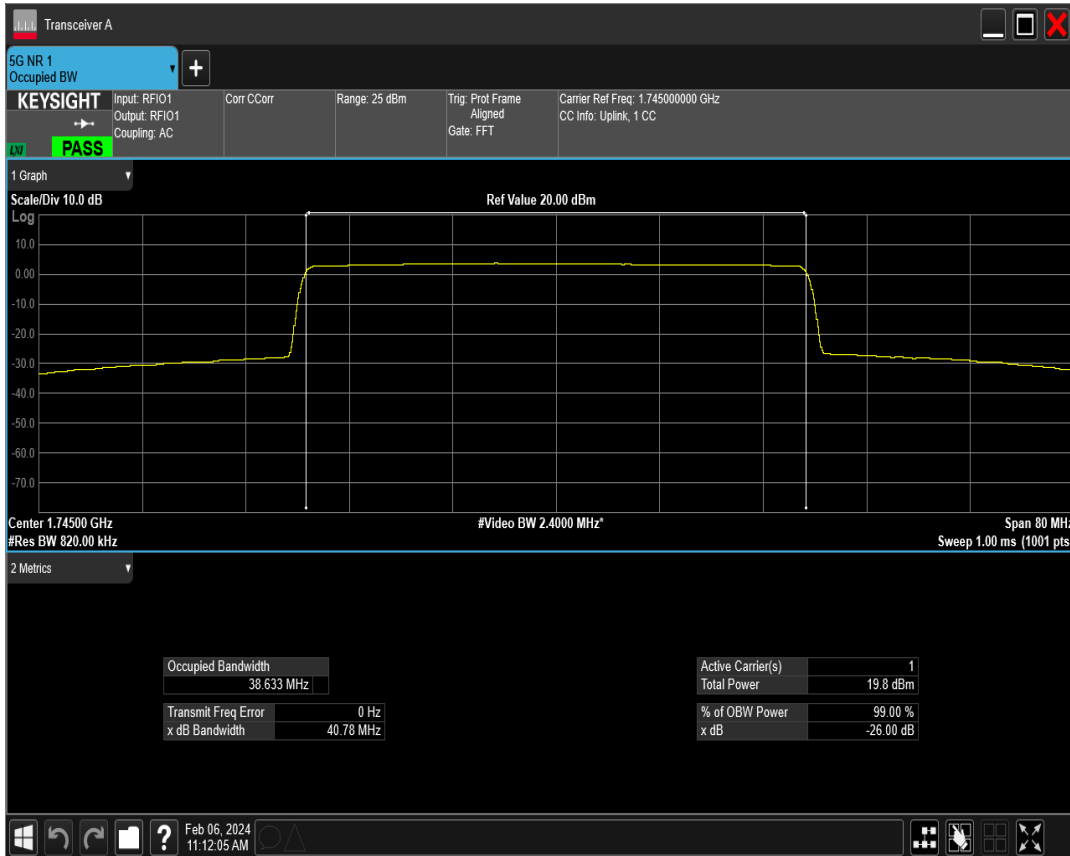 Transceiver A
5G NR 1
Occupied BW
KEYSIGHT
LXI
PASS
Input: RFIO1
Output: RFIO1
Coupling: AC
Corr CCorr
Range: 25 dBm
Trig: Prot Frame
Aligned
Gate: FFT
Carrier Ref Freq: 1.745000000 GHz
CC Info: Uplink, 1 CC
1 Graph
Scale/Div 10.0 dB
Ref Value 20.00 dBm
Log
10.0
0.00
-10.0
-20.0
-30.0
-40.0
-50.0
-60.0
-70.0
Center 1.74500 GHz
#Video BW 2.4000 MHz*
Span 80 MHz
#Res BW 820.00 kHz
Sweep 1.00 ms (1001 pts
2 Metrics
Occupied Bandwidth
38.633 MHz
Transmit Freq Error 0 Hz
x dB Bandwidth 40.78 MHz
Active Carrier(s) 1
Total Power 19.8 dBm
% of OBW Power 99.00 %
x dB -26.00 dB
?
Feb 06, 2024
11:12:05 AM